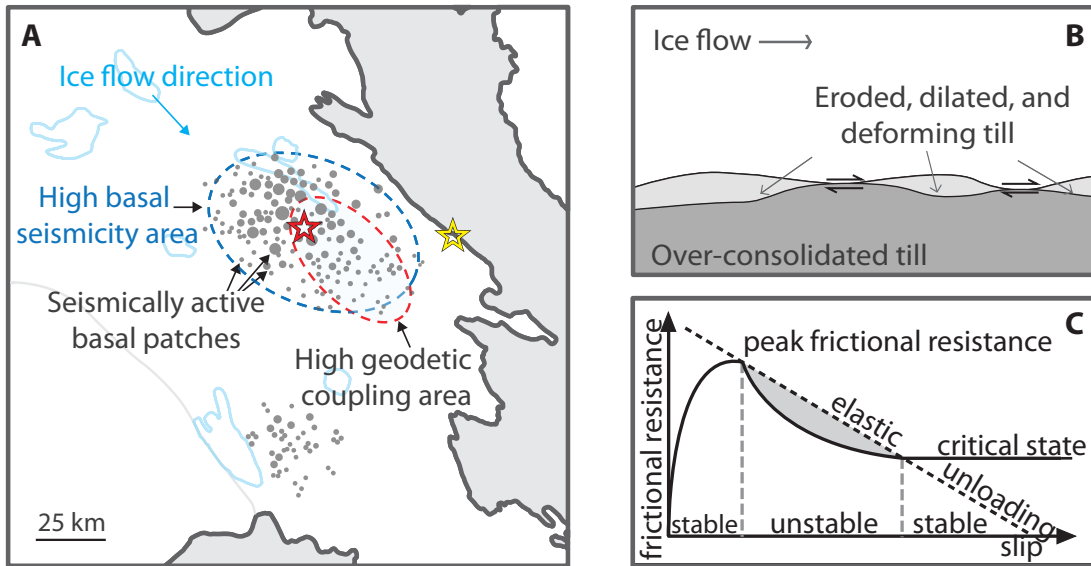 A
Ice flow direction
High basal
seismicity area
Seismically active
basal patches
High geodetic
coupling area
25 km
B
Ice flow
Eroded, dilated, and
deforming till
Over-consolidated till
C
frictional resistance
peak frictional resistance
elastic
unloading
critical state
stable
unstable
stable
slip